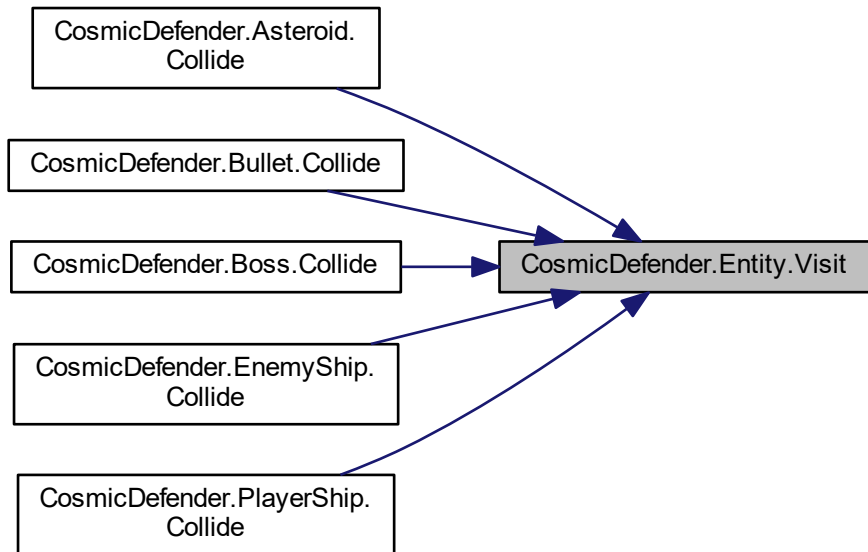 CosmicDefender.Asteroid.
Collide
CosmicDefender.Bullet.Collide
CosmicDefender.Boss.Collide
CosmicDefender.Entity.Visit
CosmicDefender.EnemyShip.
Collide
CosmicDefender.PlayerShip.
Collide